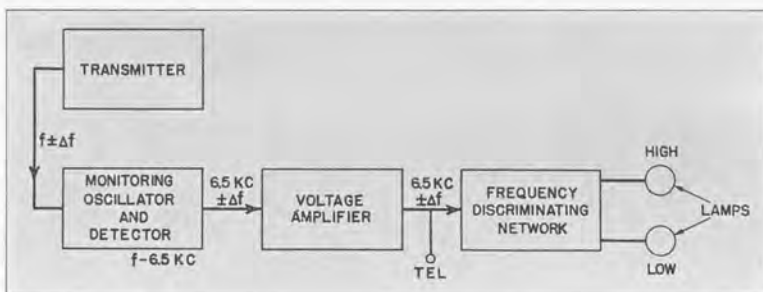 TRANSMITTER
f±Δf
MONITORING
OSCILLATOR
AND
DETECTOR
f-6.5 KC
6.5 KC
±Δf
VOLTAGE
AMPLIFIER
6.5 KC
±Δf
TEL
FREQUENCY
DISCRIMINATING
NETWORK
HIGH
LAMPS
LOW